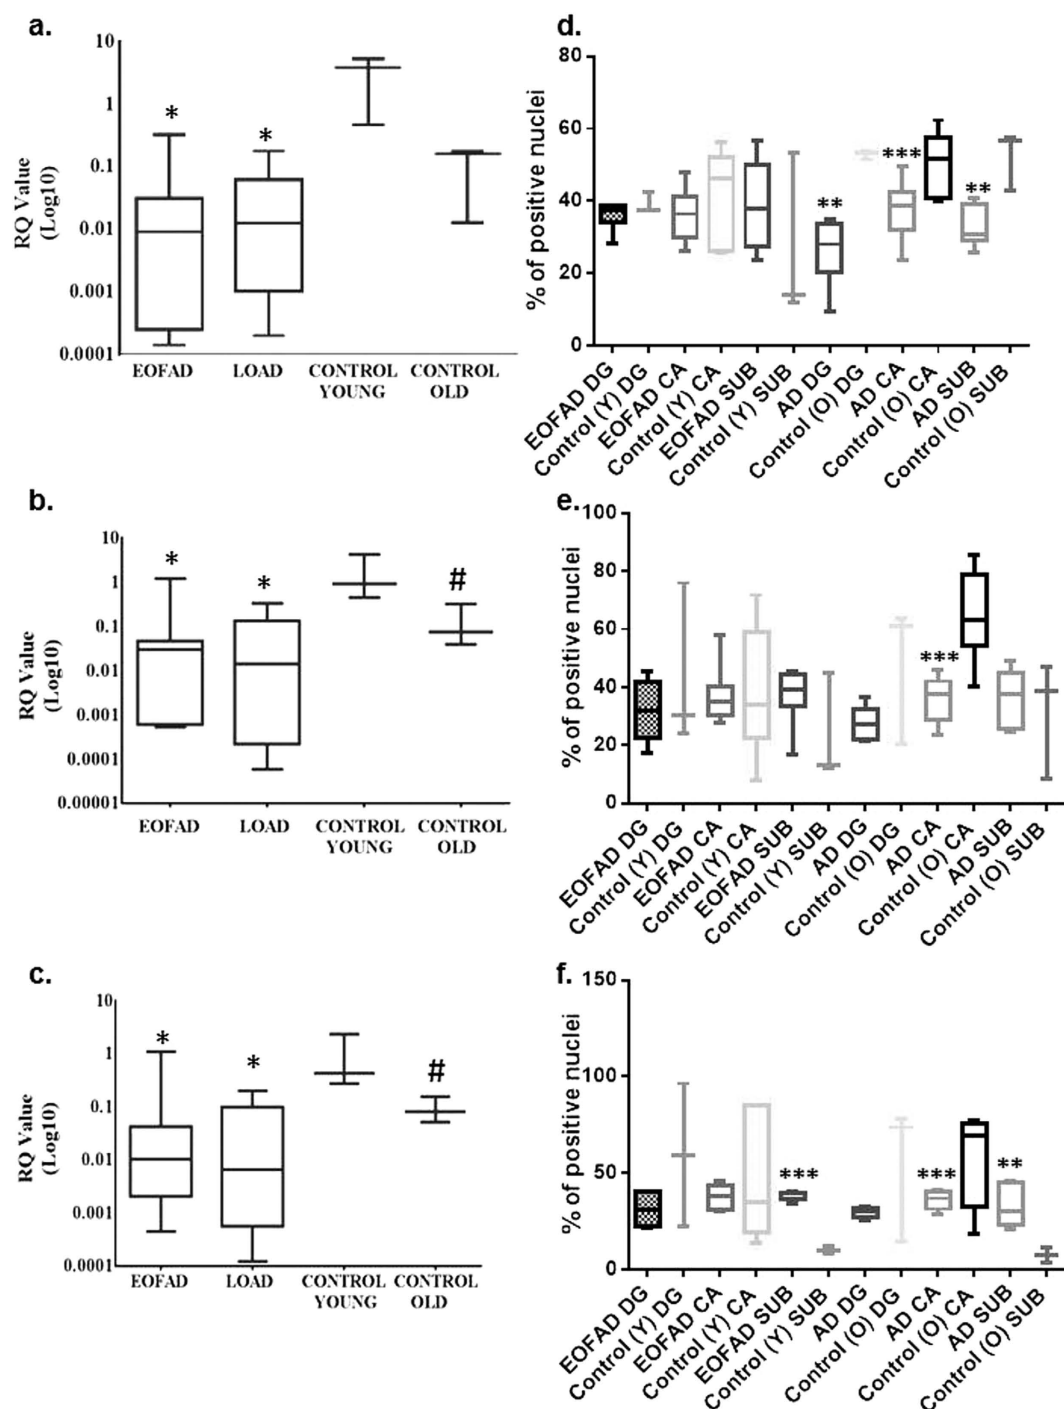 a.
10
1
0.1
0.01
0.001
0.0001
RQ Value
(Log10)
*
*
EOFAD
LOAD
CONTROL
YOUNG
CONTROL
OLD
d.
80
60
40
20
0
% of positive nuclei
**
***
**
EOFAD DG
Control (Y) DG
EOFAD CA
Control (Y) CA
EOFAD SUB
Control (Y) SUB
AD DG
Control (O) DG
AD CA
Control (O) CA
AD SUB
Control (O) SUB
b.
10
1
0.1
0.01
0.001
0.0001
0.00001
RQ Value
(Log10)
*
*
#
EOFAD
LOAD
CONTROL
YOUNG
CONTROL
OLD
e.
100
80
60
40
20
0
% of positive nuclei
***
EOFAD DG
Control (Y) DG
EOFAD CA
Control (Y) CA
EOFAD SUB
Control (Y) SUB
AD DG
Control (O) DG
AD CA
Control (O) CA
AD SUB
Control (O) SUB
c.
10
1
0.1
0.01
0.001
0.0001
RQ Value
(Log10)
*
*
#
EOFAD
LOAD
CONTROL
YOUNG
CONTROL
OLD
f.
150
100
50
0
% of positive nuclei
***
***
**
EOFAD DG
Control (Y) DG
EOFAD CA
Control (Y) CA
EOFAD SUB
Control (Y) SUB
AD DG
Control (O) DG
AD CA
Control (O) CA
AD SUB
Control (O) SUB